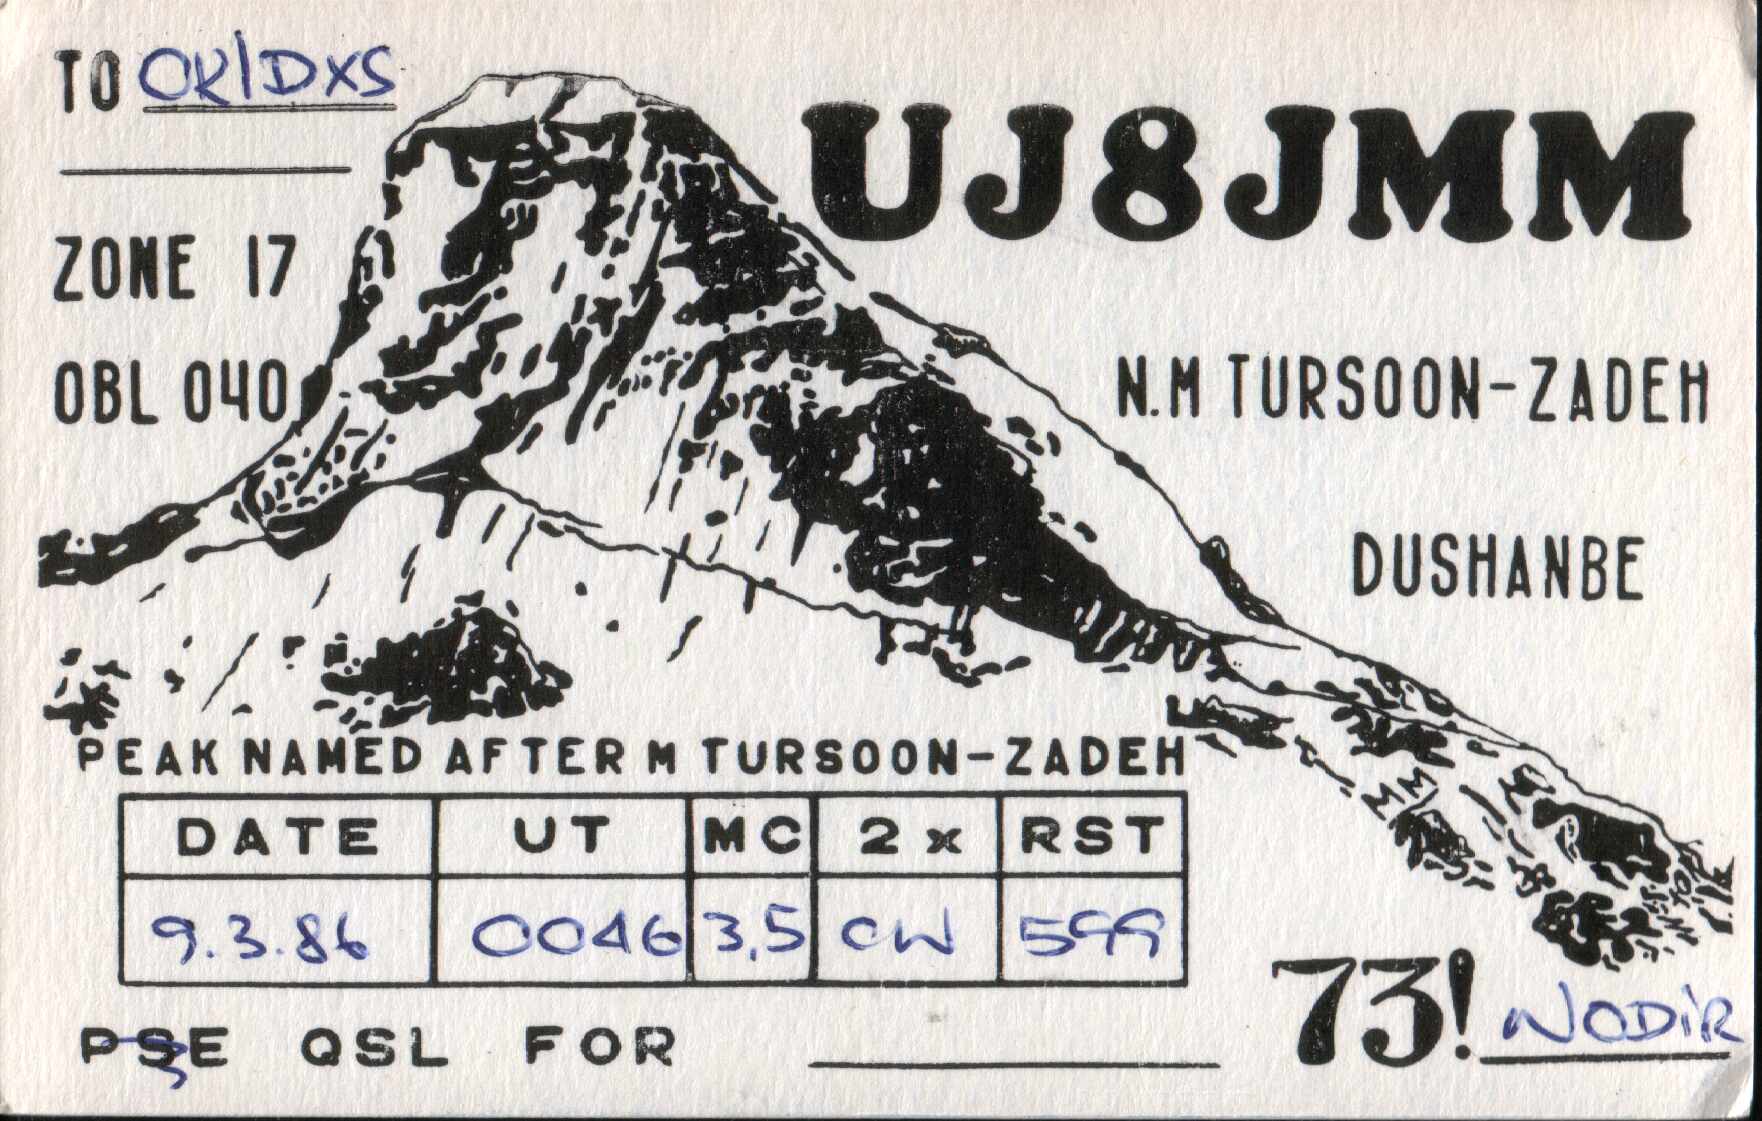 TO OK1DXS
UJ8JMM
ZONE 17
OBL 040
N.M TURSOON-ZADEH
DUSHANBE
PEAK NAMED AFTER M TURSOON-ZADEH
DATE UT MC 2x RST
9.3.86 0046 3,5 CW 599
PSE QSL FOR
73! NODIR